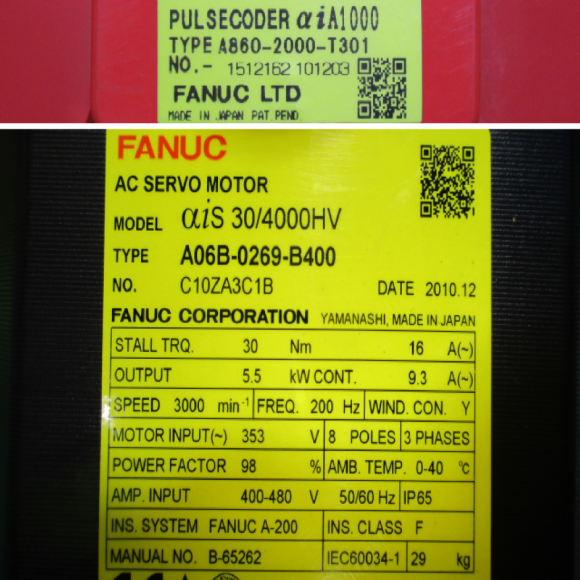 PULSECODER αiA1000
TYPE A860-2000-T301
NO.- 1512162 101203
FANUC LTD
MADE IN JAPAN PAT.PEND.
FANUC
AC SERVO MOTOR
MODEL αiS 30/4000HV
TYPE A06B-0269-B400
NO. C10ZA3C1B DATE 2010.12
FANUC CORPORATION YAMANASHI, MADE IN JAPAN
STALL TRQ. 30 Nm 16 A(~)
OUTPUT 5.5 kW CONT. 9.3 A(~)
SPEED 3000 min⁻¹ FREQ. 200 Hz WIND. CON. Y
MOTOR INPUT(~) 353 V 8 POLES 3 PHASES
POWER FACTOR 98 % AMB. TEMP. 0-40 °C
AMP. INPUT 400-480 V 50/60 Hz IP65
INS. SYSTEM FANUC A-200 INS. CLASS F
MANUAL NO. B-65262 IEC60034-1 29 kg